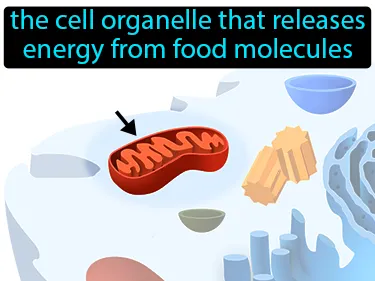 the cell organelle that releases
energy from food molecules